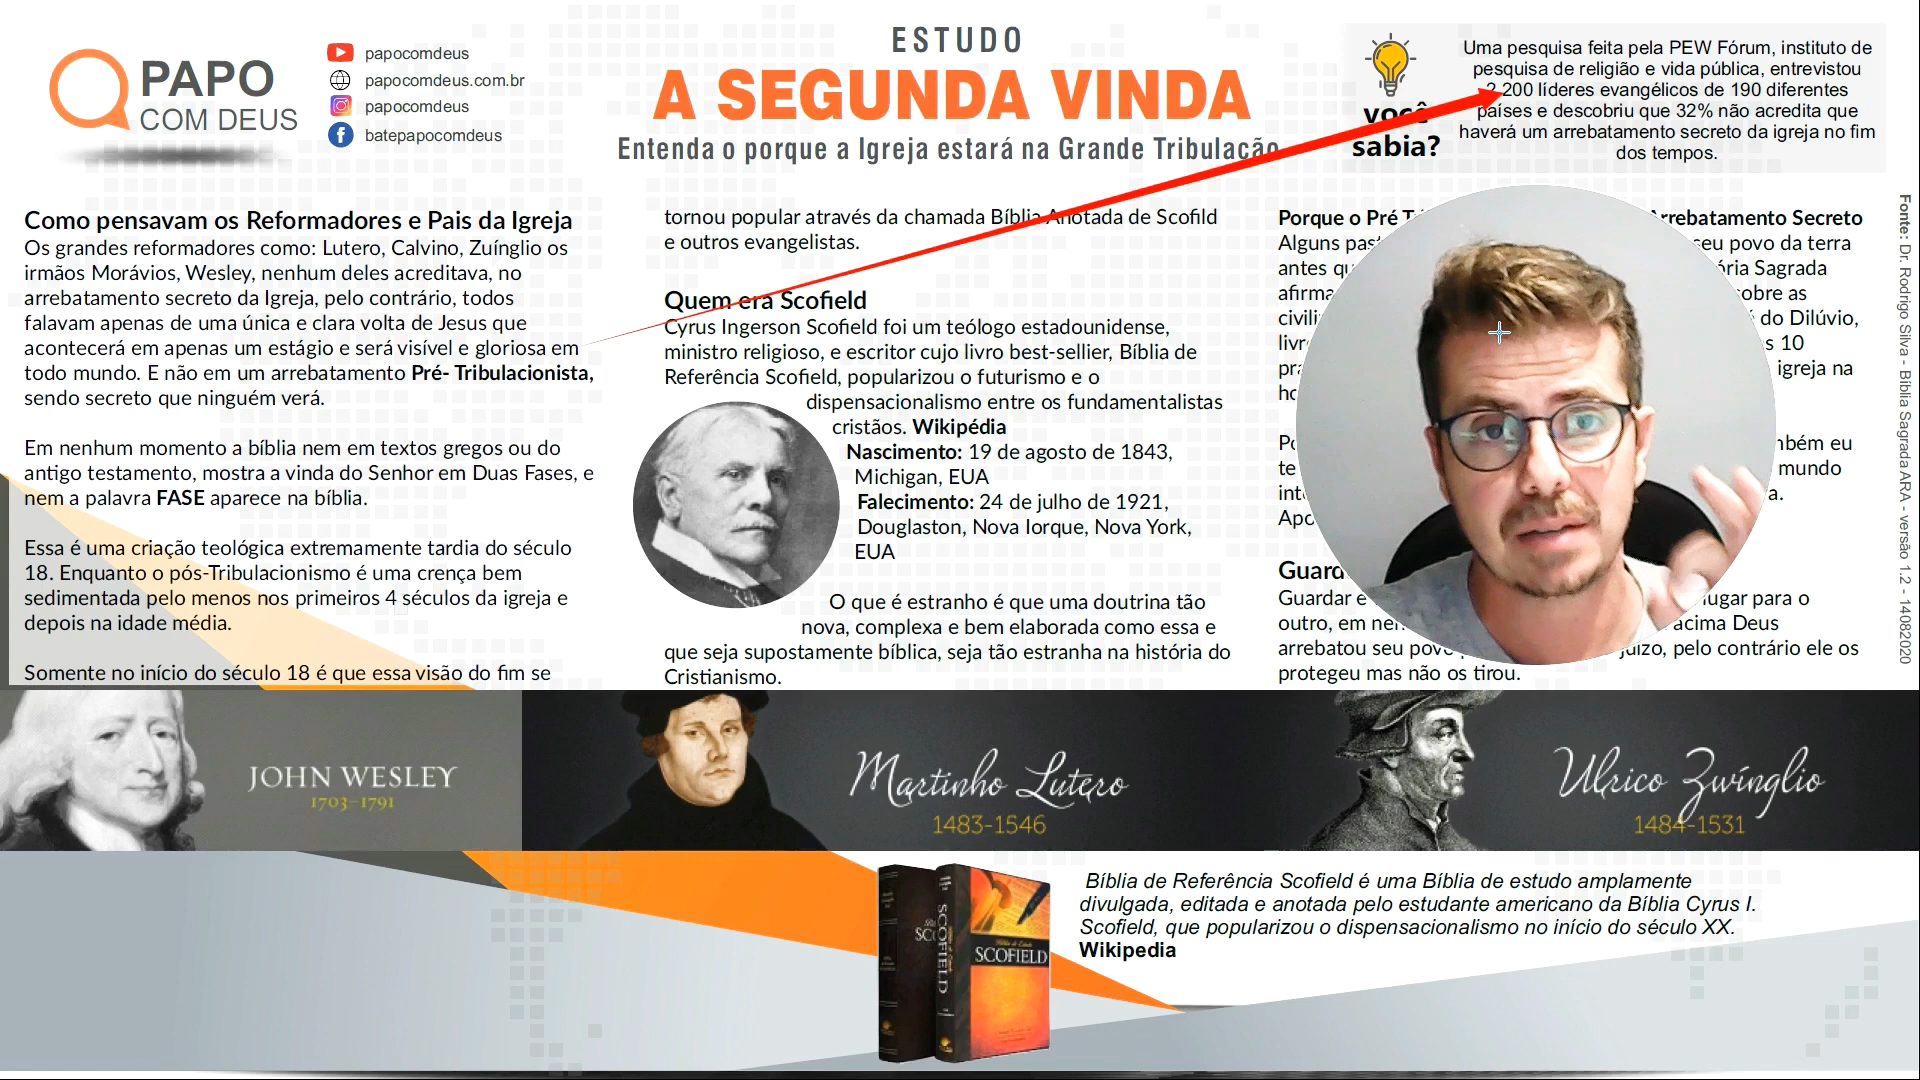 PAPO
COM DEUS
papocomdeus
papocomdeus.com.br
papocomdeus
batepapocomdeus
ESTUDO
A SEGUNDA VINDA
Entenda o porque a Igreja estará na Grande Tribulação
você
sabia?
Uma pesquisa feita pela PEW Fórum, instituto de
pesquisa de religião e vida pública, entrevistou
2.200 líderes evangélicos de 190 diferentes
países e descobriu que 32% não acredita que
haverá um arrebatamento secreto da igreja no fim
dos tempos.
Como pensavam os Reformadores e Pais da Igreja
Os grandes reformadores como: Lutero, Calvino, Zuínglio os
irmãos Morávios, Wesley, nenhum deles acreditava, no
arrebatamento secreto da Igreja, pelo contrário, todos
falavam apenas de uma única e clara volta de Jesus que
acontecerá em apenas um estágio e será visível e gloriosa em
todo mundo. E não em um arrebatamento Pré- Tribulacionista,
sendo secreto que ninguém verá.
Em nenhum momento a bíblia nem em textos gregos ou do
antigo testamento, mostra a vinda do Senhor em Duas Fases, e
nem a palavra FASE aparece na bíblia.
Essa é uma criação teológica extremamente tardia do século
18. Enquanto o pós-Tribulacionismo é uma crença bem
sedimentada pelo menos nos primeiros 4 séculos da igreja e
depois na idade média.
Somente no início do século 18 é que essa visão do fim se
tornou popular através da chamada Bíblia Anotada de Scofild
e outros evangelistas.
Quem era Scofield
Cyrus Ingerson Scofield foi um teólogo estadounidense,
ministro religioso, e escritor cujo livro best-sellier, Bíblia de
Referência Scofield, popularizou o futurismo e o
dispensacionalismo entre os fundamentalistas
cristãos. Wikipédia
Nascimento: 19 de agosto de 1843,
Michigan, EUA
Falecimento: 24 de julho de 1921,
Douglaston, Nova Iorque, Nova York,
EUA
O que é estranho é que uma doutrina tão
nova, complexa e bem elaborada como essa e
que seja supostamente bíblica, seja tão estranha na história do
Cristianismo.
Porque o Pré Arrebatamento Secreto
Alguns seu povo da terra
antes Sagrada
sobre as
do Dilúvio,
10
igreja na
eu
te mundo
Guardar e lugar para o
outro, em acima Deus
arrebatou seu juízo, pelo contrário ele os
protegeu mas não os tirou.
Fonte: Dr. Rodrigo Silva - Bíblia Sagrada ARA - versão 1.2 - 14082020
JOHN WESLEY
1703-1791
Martinho Lutero
1483-1546
Ulrico Zwínglio
1484-1531
SCOFIELD
SCOFIELD
Bíblia de Referência Scofield é uma Bíblia de estudo amplamente
divulgada, editada e anotada pelo estudante americano da Bíblia Cyrus I.
Scofield, que popularizou o dispensacionalismo no início do século XX.
Wikipedia